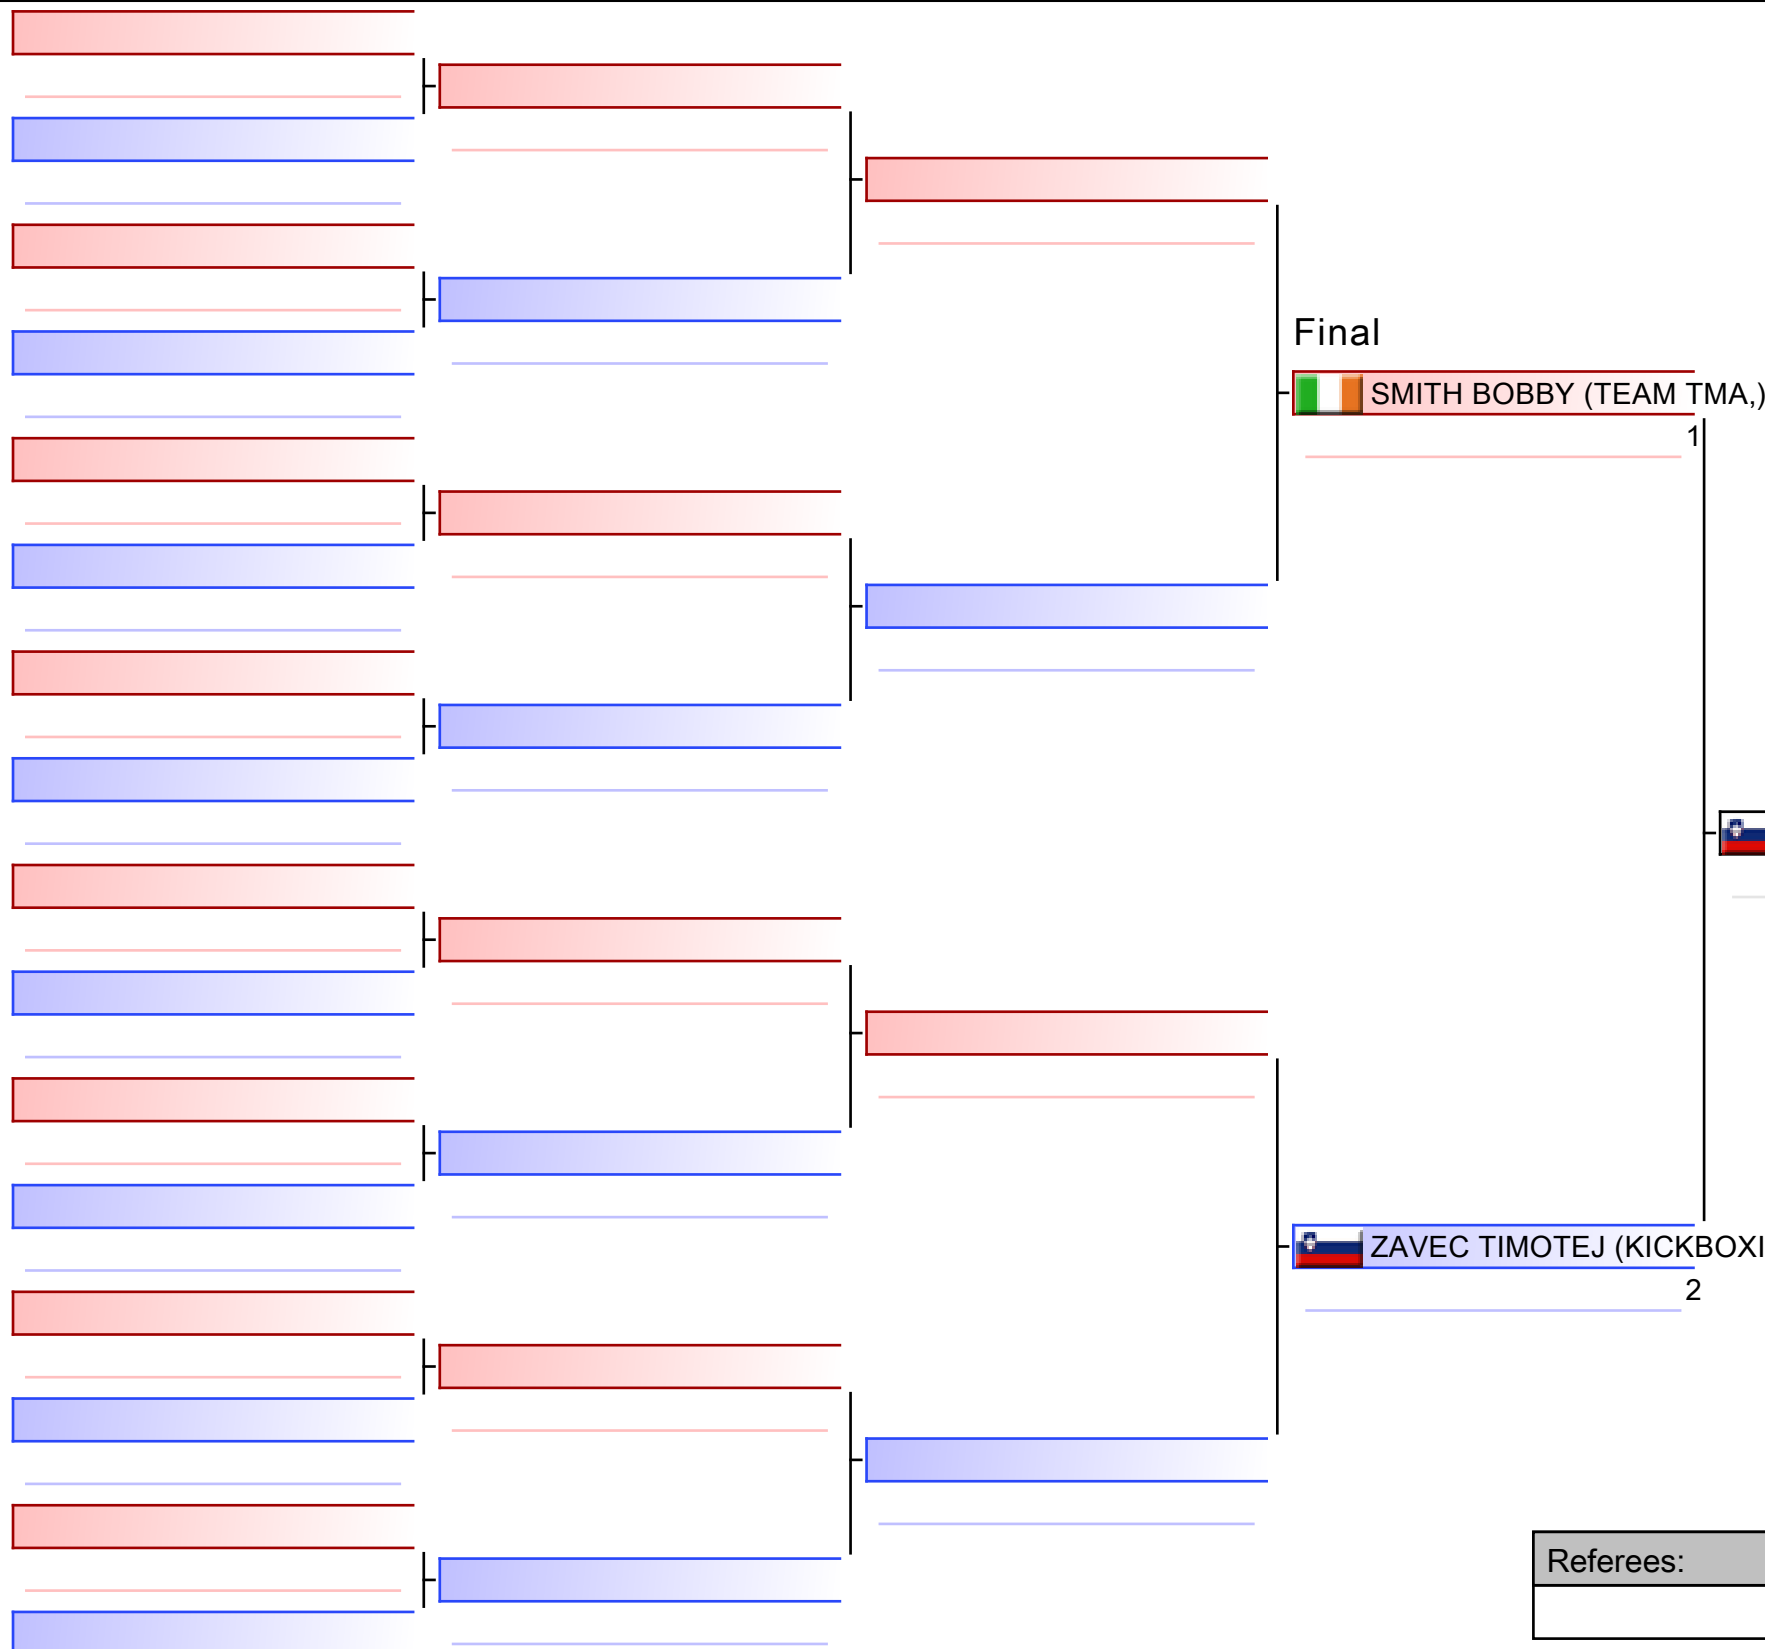 Final
SMITH BOBBY (TEAM TMA,)
1
ZAVEC TIMOTEJ (KICKBOXI
2
Referees: